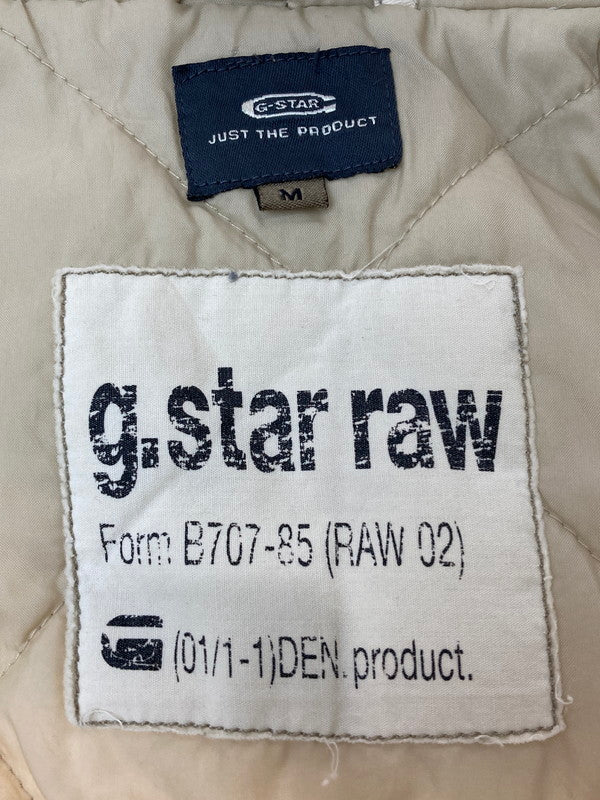 G-STAR
JUST THE PRODUCT
M
g.star raw
Form B707-85 (RAW 02)
G (01/1-1)DEN. product.